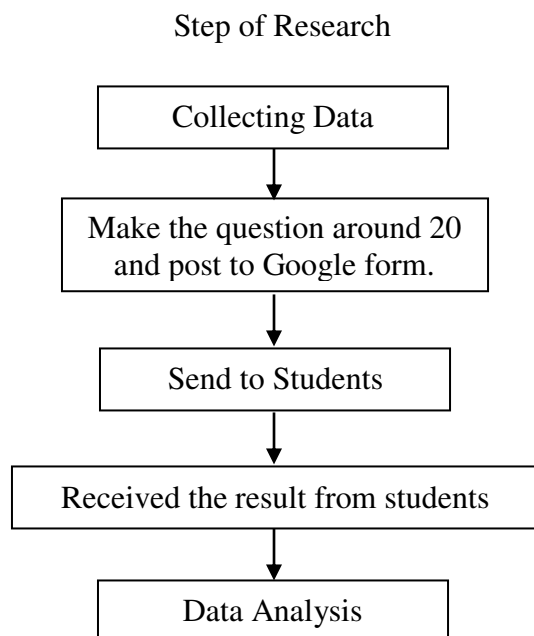 Step of Research
Collecting Data
Make the question around 20
and post to Google form.
Send to Students
Received the result from students
Data Analysis